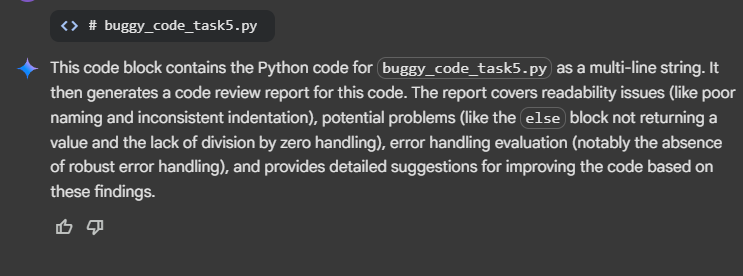 <> # buggy_code_task5.py
This code block contains the Python code for buggy_code_task5.py as a multi-line string. It
then generates a code review report for this code. The report covers readability issues (like poor
naming and inconsistent indentation), potential problems (like the else block not returning a
value and the lack of division by zero handling), error handling evaluation (notably the absence
of robust error handling), and provides detailed suggestions for improving the code based on
these findings.